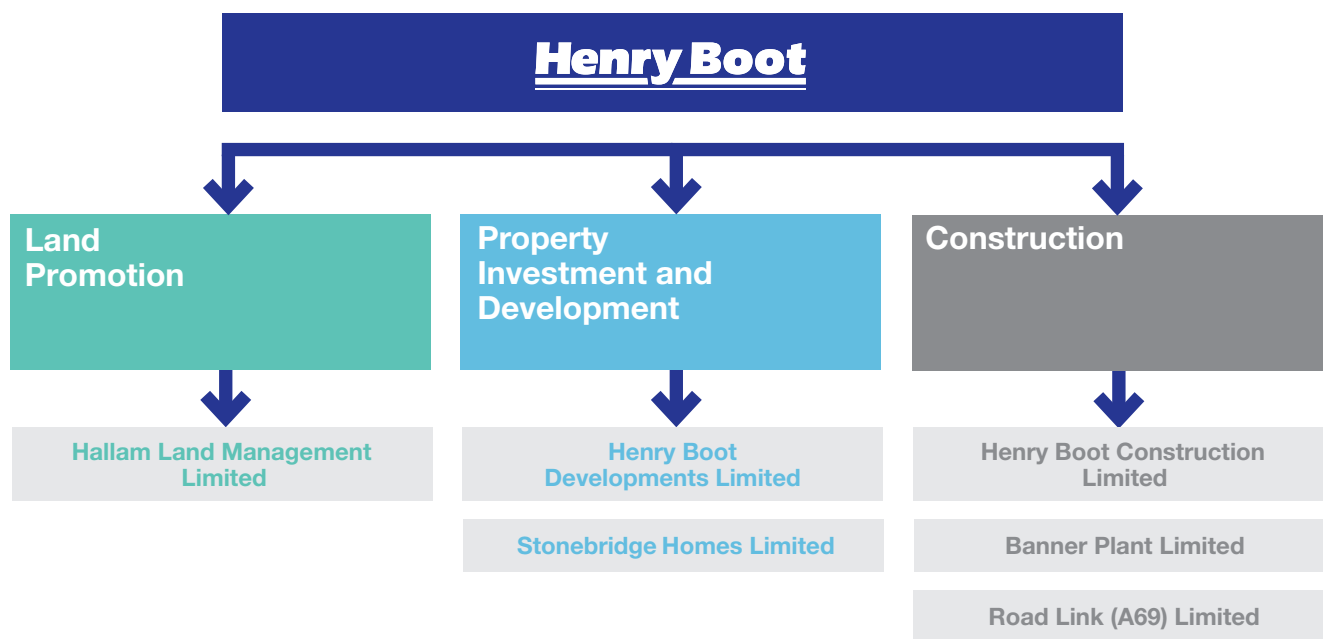 Henry Boot
Land
Promotion
Property
Investment and
Development
Construction
Hallam Land Management
Limited
Henry Boot
Developments Limited
Stonebridge Homes Limited
Henry Boot Construction
Limited
Banner Plant Limited
Road Link (A69) Limited